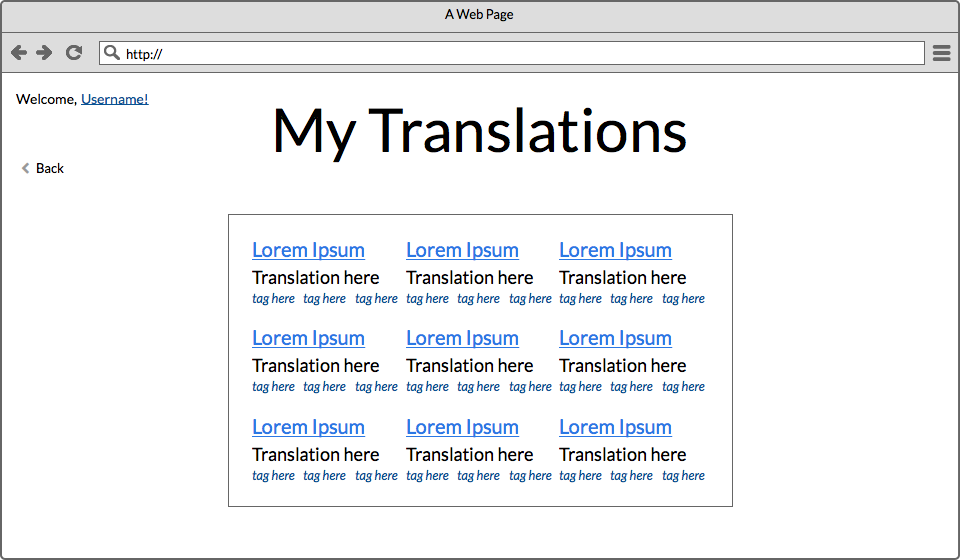 A Web Page
http://
Welcome, Username!
My Translations
Back
Lorem Ipsum Lorem Ipsum Lorem Ipsum
Translation here Translation here Translation here
tag here tag here tag here tag here tag here tag here tag here tag here tag here
Lorem Ipsum Lorem Ipsum Lorem Ipsum
Translation here Translation here Translation here
tag here tag here tag here tag here tag here tag here tag here tag here tag here
Lorem Ipsum Lorem Ipsum Lorem Ipsum
Translation here Translation here Translation here
tag here tag here tag here tag here tag here tag here tag here tag here tag here